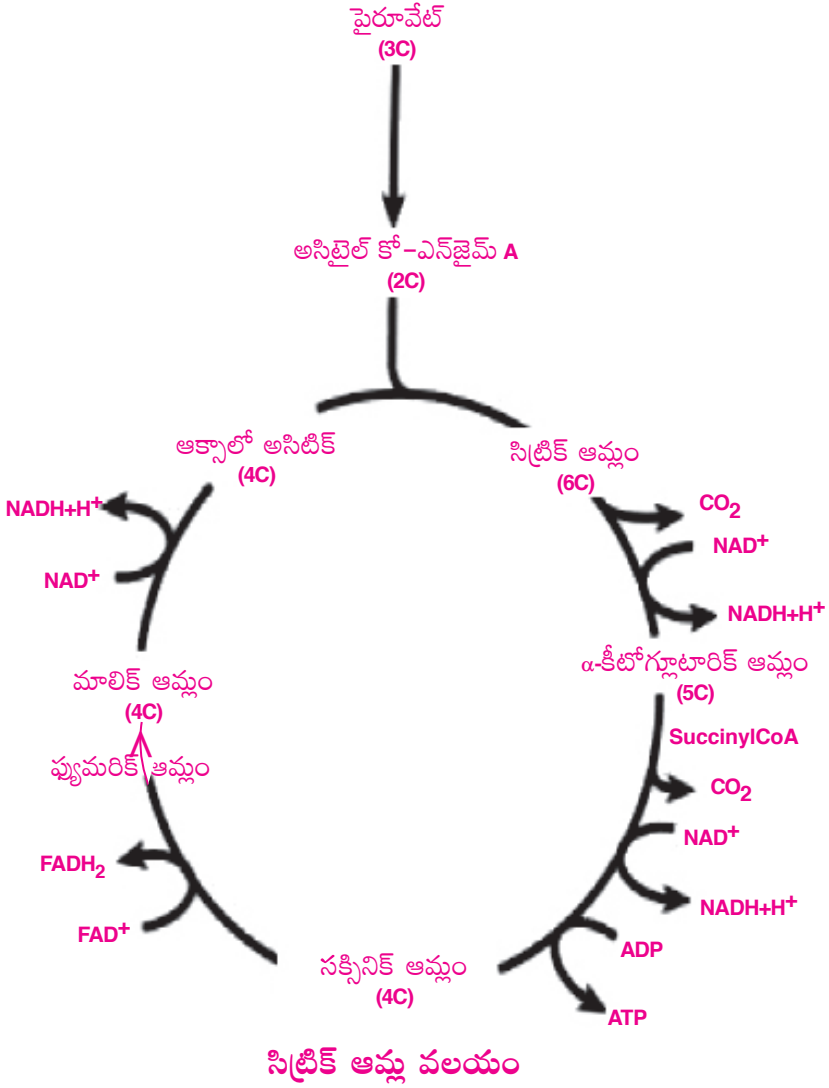 పైరూవేట్
(3C)
అసిటైల్ కో-ఎన్‌జైమ్ A
(2C)
ఆక్సాలో అసిటిక్
(4C)
సిట్రిక్ ఆమ్లం
(6C)
CO2
NAD+
NADH+H+
NADH+H+
NAD+
α-కీటోగ్లూటారిక్ ఆమ్లం
(5C)
SuccinylCoA
CO2
NAD+
NADH+H+
ADP
ATP
మాలిక్ ఆమ్లం
(4C)
ఫ్యుమరిక్ ఆమ్లం
FADH2
FAD+
సక్సినిక్ ఆమ్లం
(4C)
సిట్రిక్ ఆమ్ల వలయం